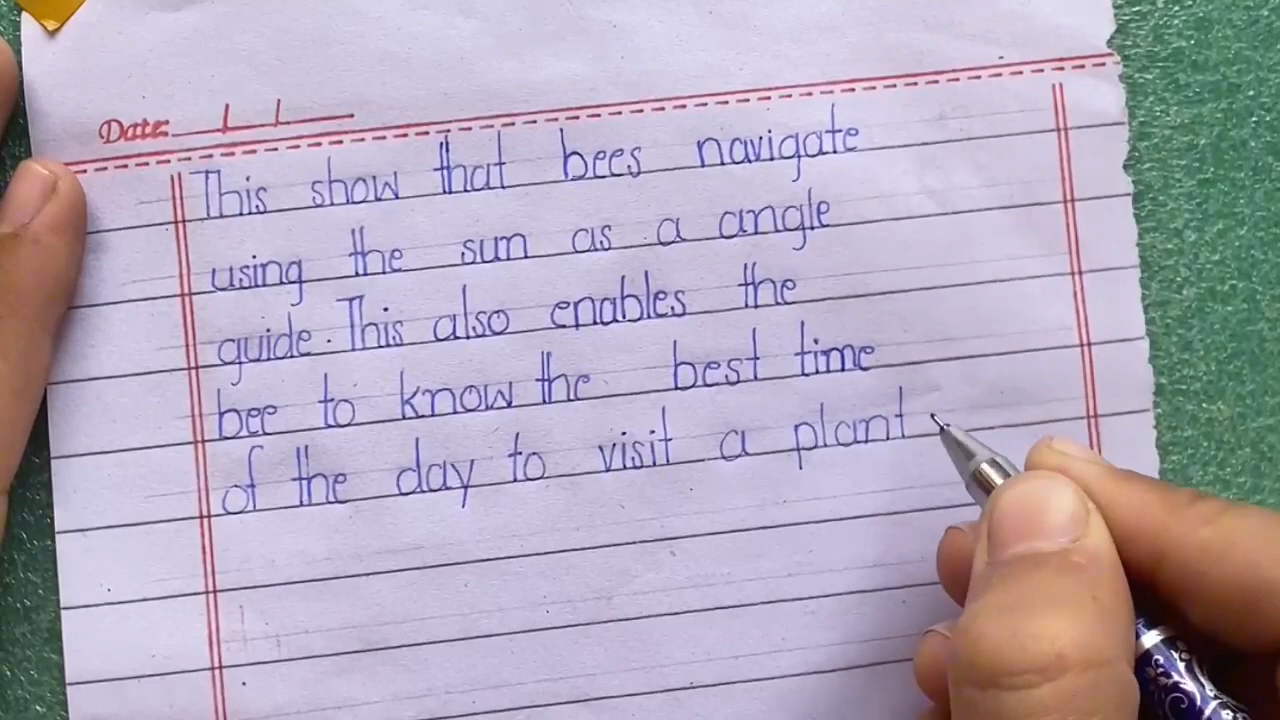 Date: / /
This show that bees navigate
using the sun as a angle
guide. This also enables the
bee to know the best time
of the day to visit a plant